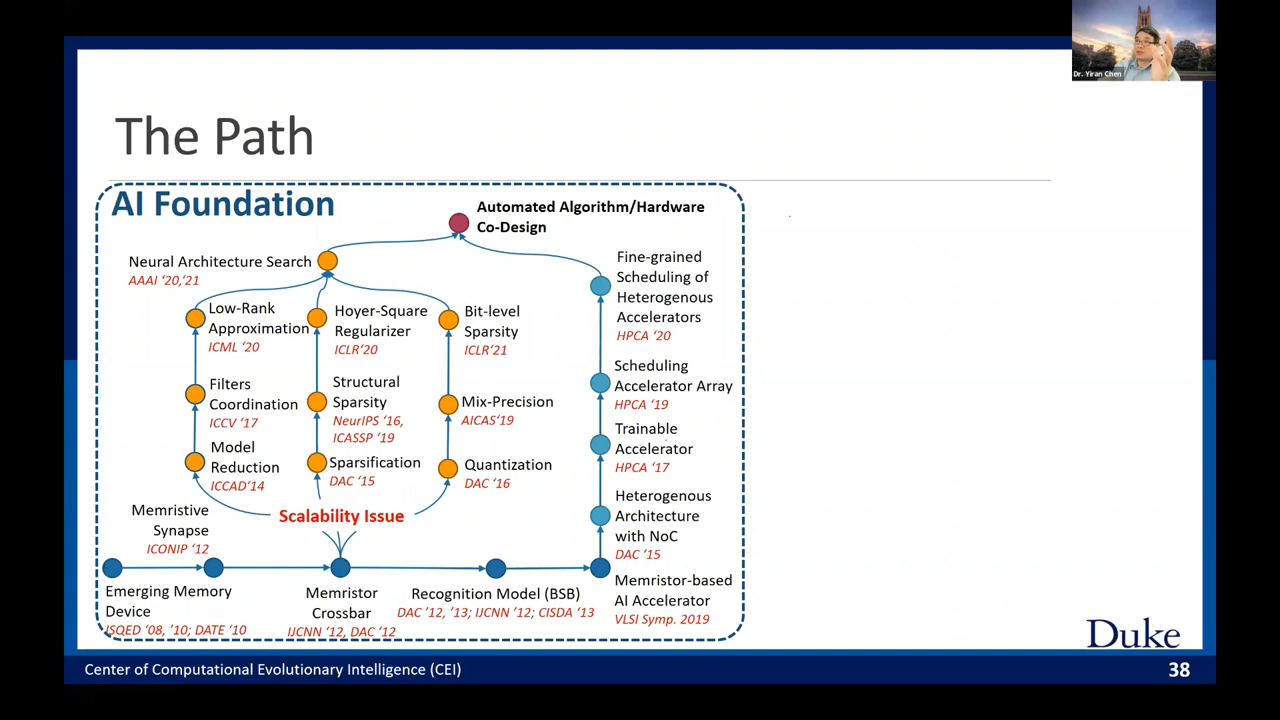 Dr. Yiran Chen
The Path
AI Foundation
Automated Algorithm/Hardware
Co-Design
Neural Architecture Search
AAAI ‘20,‘21
Low-Rank
Approximation
ICML ‘20
Hoyer-Square
Regularizer
ICLR‘20
Bit-level
Sparsity
ICLR‘21
Fine-grained
Scheduling of
Heterogenous
Accelerators
HPCA ‘20
Filters
Coordination
ICCV ‘17
Structural
Sparsity
NeurIPS ‘16,
ICASSP ‘19
Mix-Precision
AICAS‘19
Scheduling
Accelerator Array
HPCA ‘19
Model
Reduction
ICCAD‘14
Sparsification
DAC ‘15
Quantization
DAC ‘16
Trainable
Accelerator
HPCA ‘17
Scalability Issue
Heterogenous
Architecture
with NoC
DAC ‘15
Memristive
Synapse
ICONIP ‘12
Emerging Memory
Device
ISQED ‘08, ’10; DATE ‘10
Memristor
Crossbar
IJCNN ‘12, DAC ‘12
Recognition Model (BSB)
DAC ’12, ’13; IJCNN ‘12; CISDA ‘13
Memristor-based
AI Accelerator
VLSI Symp. 2019
Duke
Center of Computational Evolutionary Intelligence (CEI)
38